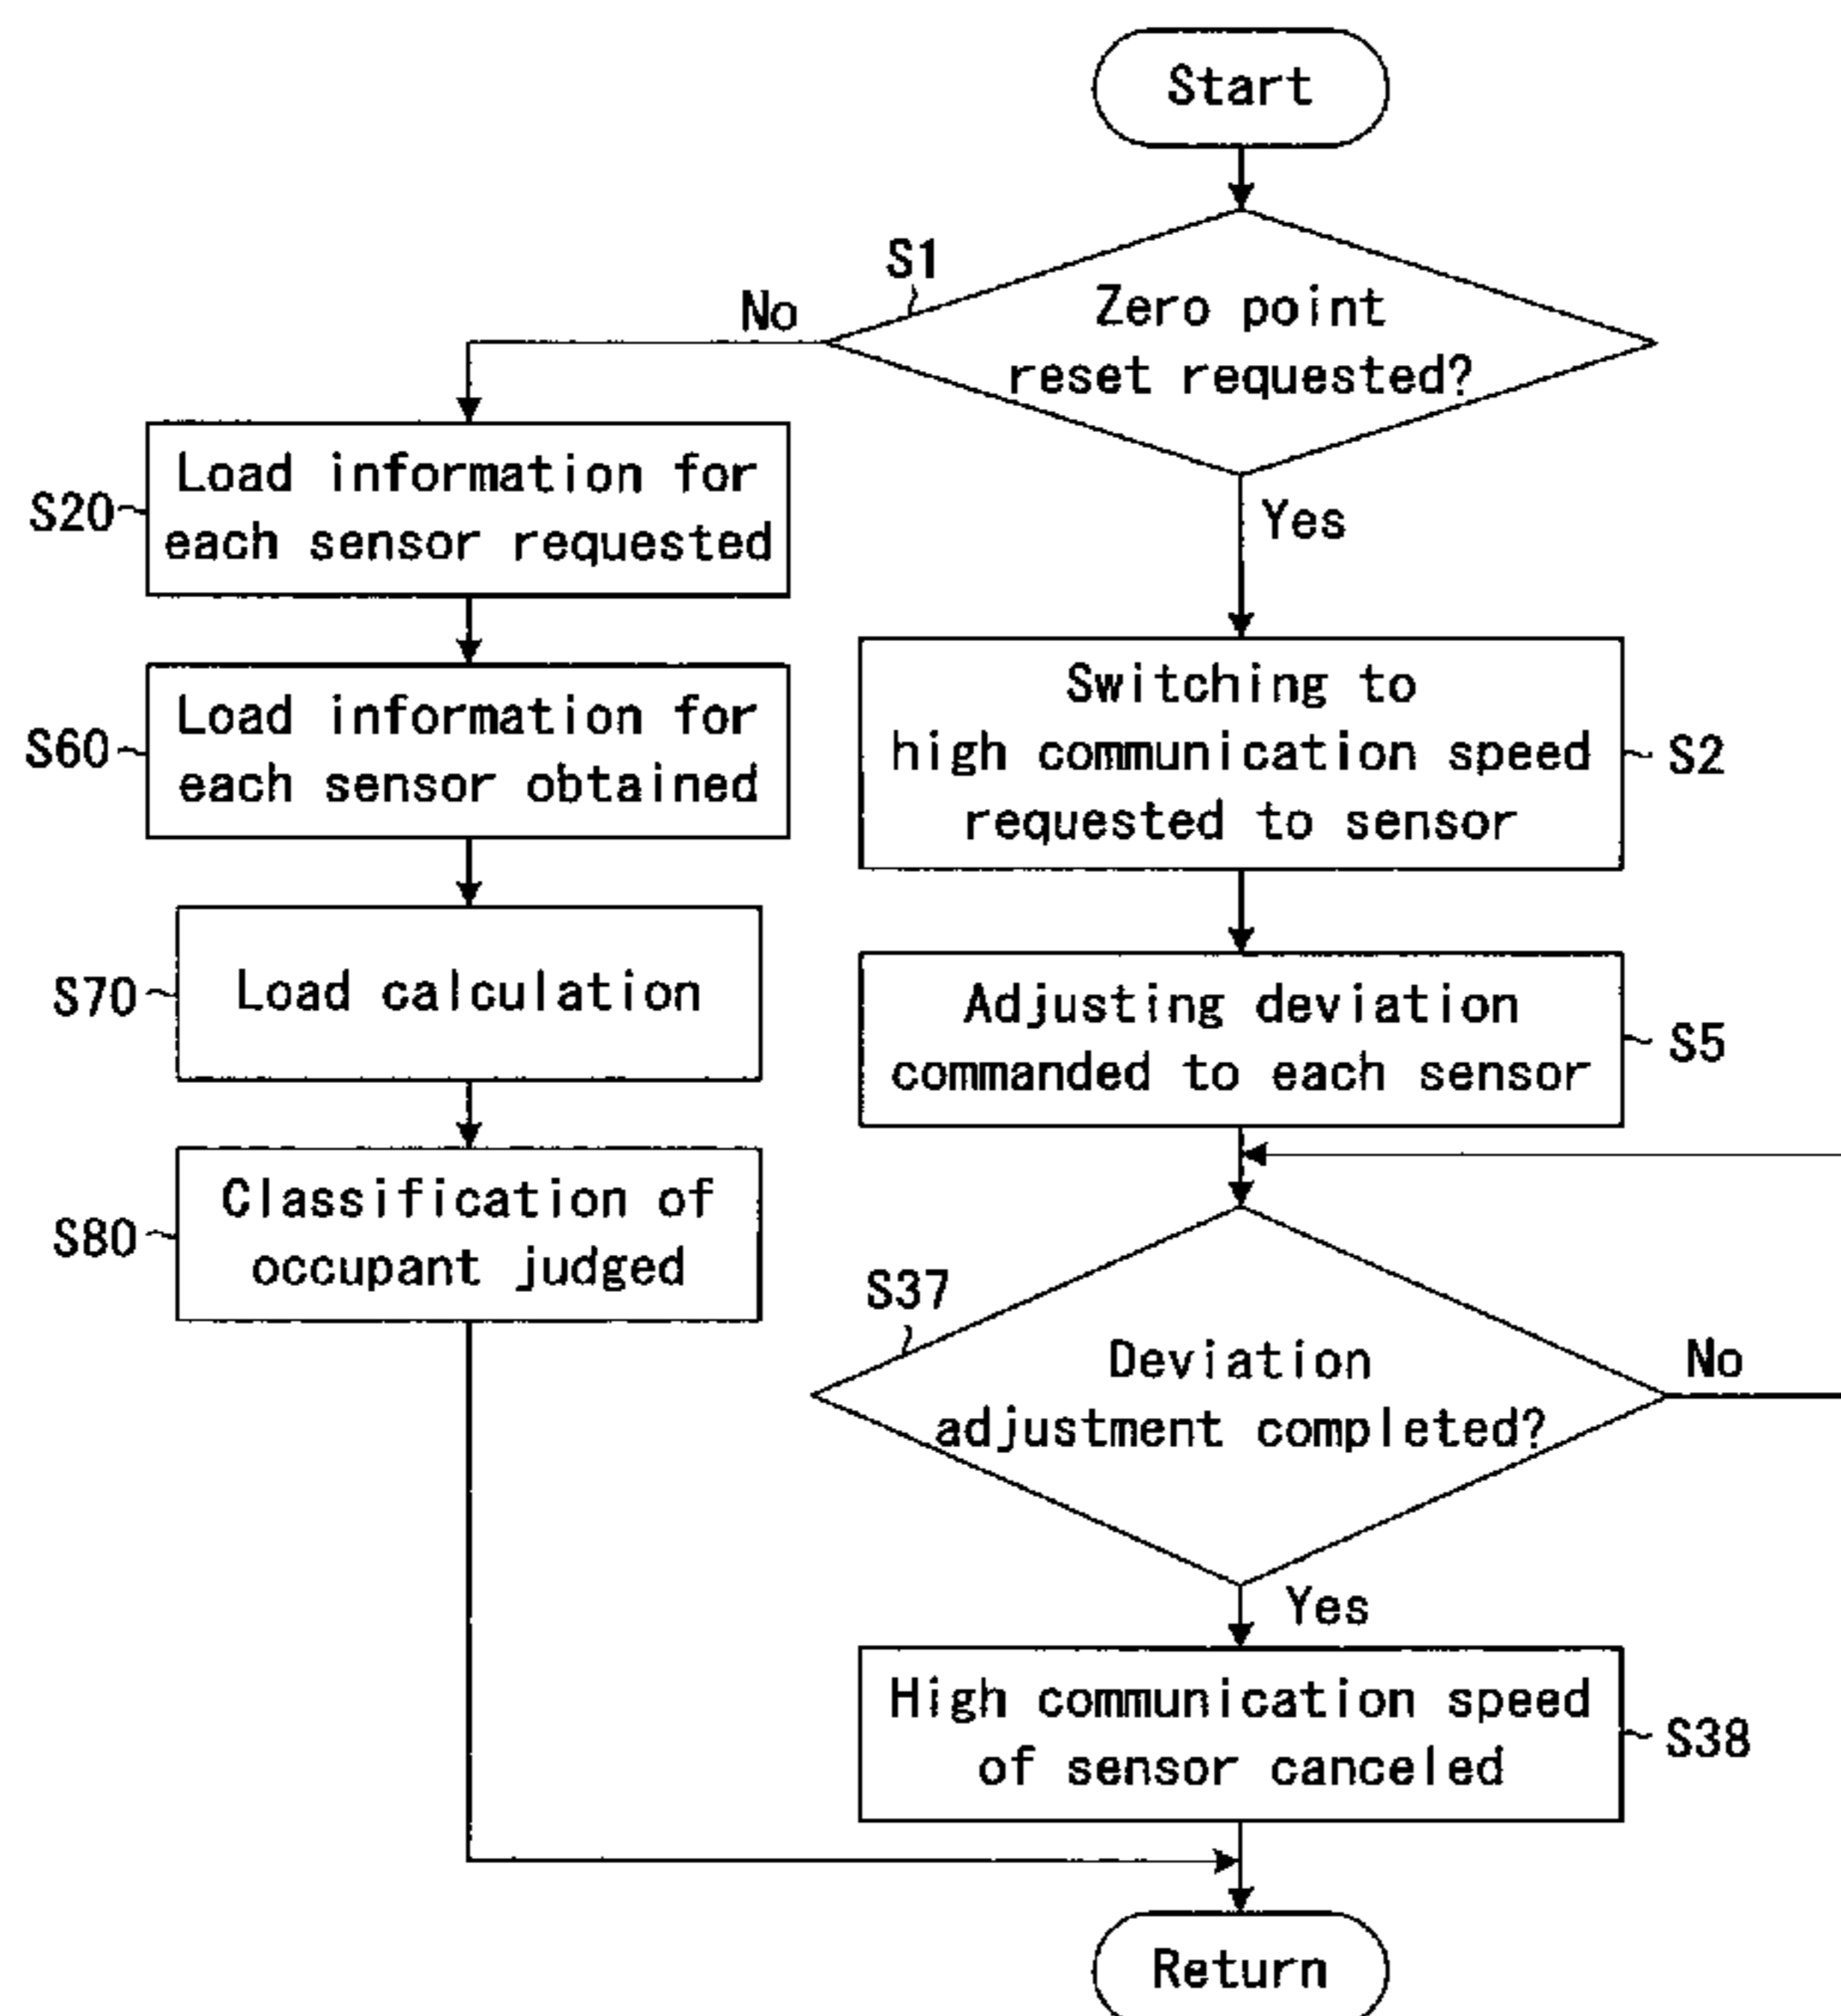 Start
S1
Zero point
reset requested?
No
Yes
S20
Load information for
each sensor requested
S60
Load information for
each sensor obtained
S70
Load calculation
S80
Classification of
occupant judged
Switching to
high communication speed
requested to sensor
S2
Adjusting deviation
commanded to each sensor
S5
S37
Deviation
adjustment completed?
No
Yes
High communication speed
of sensor canceled
S38
Return